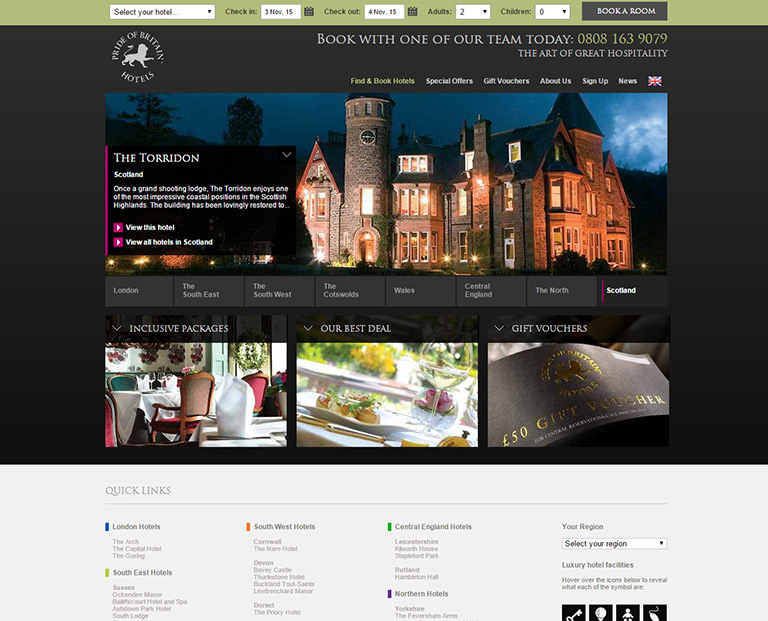 Select your hotel... Check in: 3 Nov, 15 Check out: 4 Nov, 15 Adults: 2 Children: 0 BOOK A ROOM
PRIDE OF BRITAIN HOTELS
BOOK WITH ONE OF OUR TEAM TODAY: 0808 163 9079
THE ART OF GREAT HOSPITALITY
Find & Book Hotels Special Offers Gift Vouchers About Us Sign Up News
THE TORRIDON
Scotland
Once a grand shooting lodge, The Torridon enjoys one
of the most impressive coastal positions in the Scottish
Highlands. The building has been lovingly restored to...
View this hotel
View all hotels in Scotland
London
The
South East
The
South West
The
Cotswolds
Wales
Central
England
The North
Scotland
INCLUSIVE PACKAGES
OUR BEST DEAL
GIFT VOUCHERS
PRIDE OF BRITAIN
HOTELS
£50 GIFT VOUCHER
FOR CENTRAL RESERVATIONS CALL
QUICK LINKS
London Hotels
The Arch
The Capital Hotel
The Goring
South East Hotels
Sussex
Ockenden Manor
Bailiffscourt Hotel and Spa
Ashdown Park Hotel
South Lodge
South West Hotels
Cornwall
The Nare Hotel
Devon
Bovey Castle
Thurlestone Hotel
Buckland Tout-Saints
Lewtrenchard Manor
Dorset
The Priory Hotel
Central England Hotels
Leicestershire
Kilworth House
Stapleford Park
Rutland
Hambleton Hall
Northern Hotels
Yorkshire
The Feversham Arms
Your Region
Select your region
Luxury hotel facilities
Hover over the icons below to reveal
what each of the symbol are: